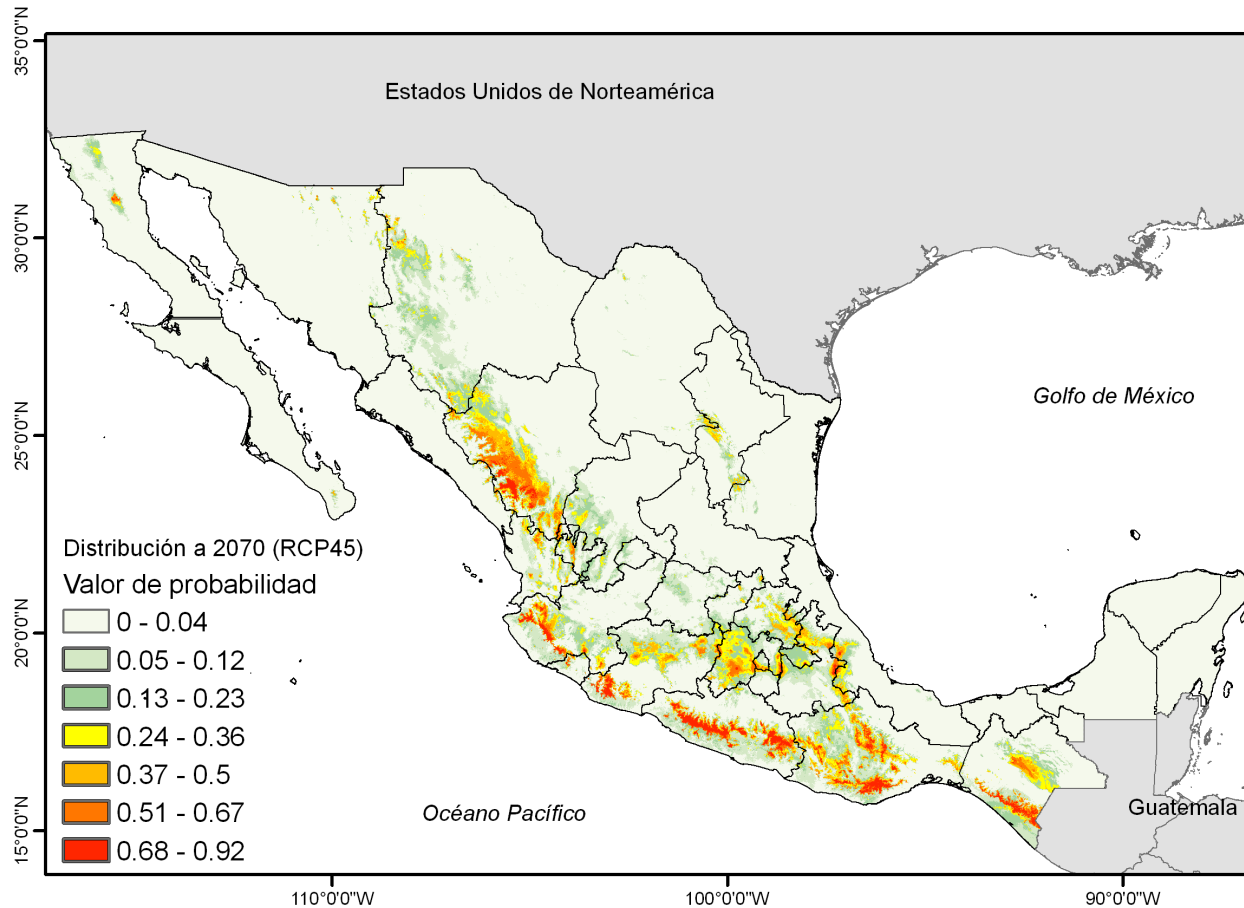 35°0'0"N
Estados Unidos de Norteamérica
30°0'0"N
Golfo de México
25°0'0"N
Distribución a 2070 (RCP45)
Valor de probabilidad
0 - 0.04
20°0'0"N
0.05 - 0.12
0.13 - 0.23
0.24 - 0.36
0.37 - 0.5
0.51 - 0.67
0.68 - 0.92
Océano Pacífico
Guatemala
15°0'0"N
110°0'0"W
100°0'0"W
90°0'0"W